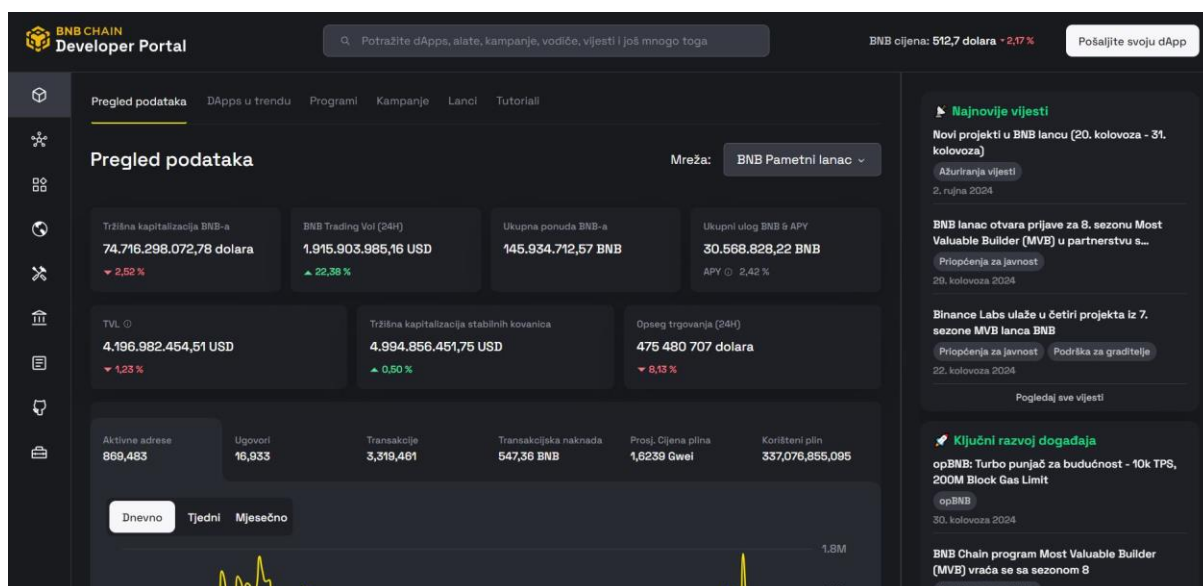 BNB CHAIN
Developer Portal
Potražite dApps, alate, kampanje, vodiče, vijesti i još mnogo toga
BNB cijena: 512,7 dolara 2,17 %
Pošaljite svoju dApp
Pregled podataka DApps u trendu Programi Kampanje Lanci Tutoriali
Pregled podataka
Mreža: BNB Pametni lanac
Tržišna kapitalizacija BNB-a
74.716.298.072,78 dolara
2,52 %
BNB Trading Vol (24H)
1.915.903.985,16 USD
22,38 %
Ukupna ponuda BNB-a
145.934.712,57 BNB
Ukupni ulog BNB & APY
30.568.828,22 BNB
APY 2,42 %
TVL
4.196.982.454,51 USD
1,23 %
Tržišna kapitalizacija stabilnih kovanica
4.994.856.451,75 USD
0,50 %
Opseg trgovanja (24H)
475 480 707 dolara
8,13 %
Aktivne adrese
869,483
Ugovori
16,933
Transakcije
3,319,461
Transakcijska naknada
547,36 BNB
Prosj. Cijena plina
1,6239 Gwei
Korišteni plin
337,076,855,095
Dnevno Tjedni Mjesečno
1.8M
Najnovije vijesti
Novi projekti u BNB lancu (20. kolovoza - 31.
kolovoza)
Ažuriranja vijesti
2. rujna 2024
BNB lanac otvara prijave za 8. sezonu Most
Valuable Builder (MVB) u partnerstvu s...
Priopćenja za javnost
29. kolovoza 2024
Binance Labs ulaže u četiri projekta iz 7.
sezone MVB lanca BNB
Priopćenja za javnost Podrška za graditelje
22. kolovoza 2024
Pogledaj sve vijesti
Ključni razvoj događaja
opBNB: Turbo punjač za budućnost - 10k TPS,
200M Block Gas Limit
opBNB
30. kolovoza 2024
BNB Chain program Most Valuable Builder
(MVB) vraća se sa sezonom 8